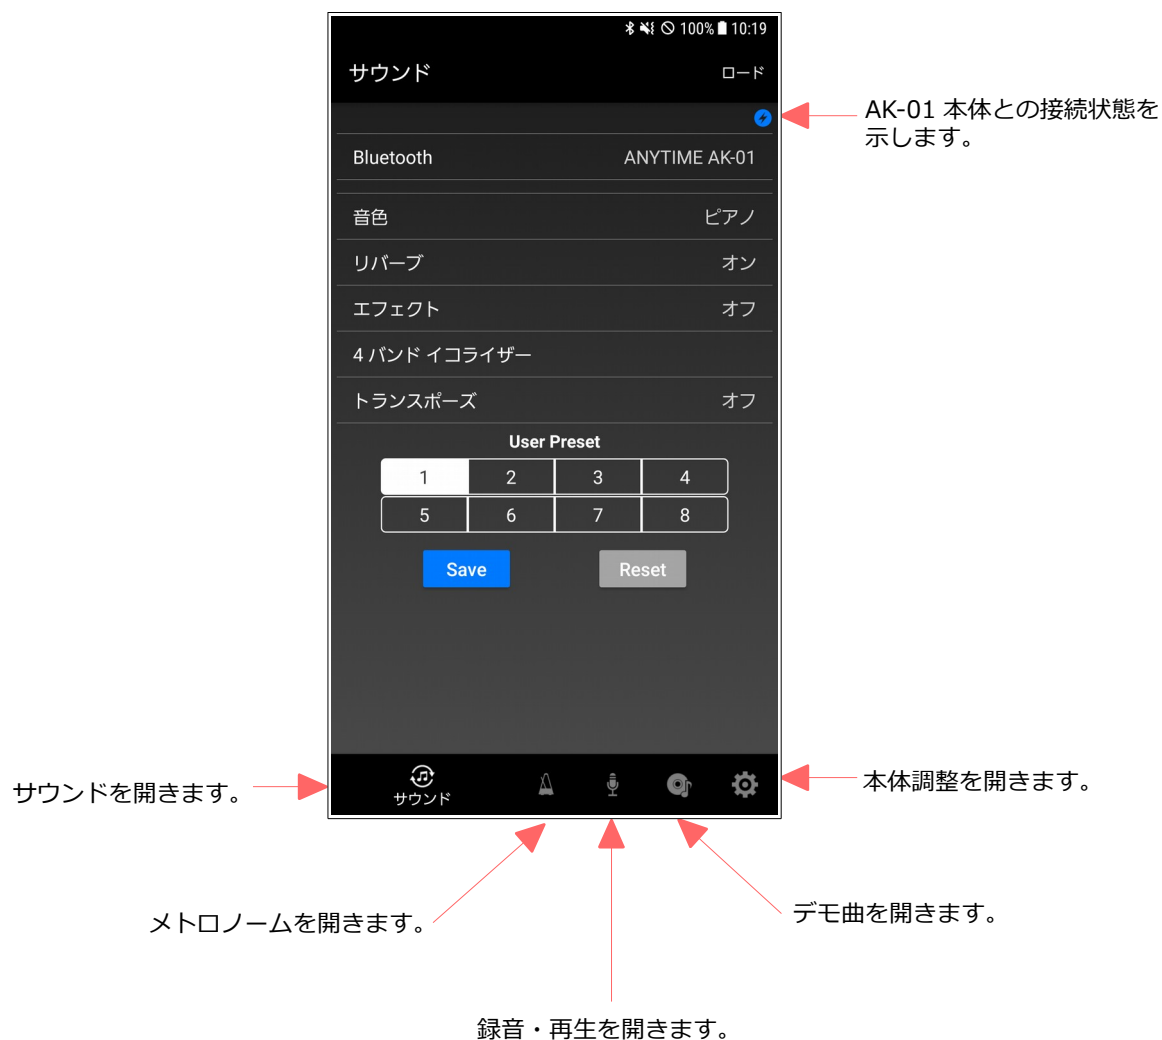 100% 10:19
サウンド ロード
AK-01 本体との接続状態を
示します。
Bluetooth ANYTIME AK-01
音色 ピアノ
リバーブ オン
エフェクト オフ
4 バンド イコライザー
トランスポーズ オフ
User Preset
1 2 3 4
5 6 7 8
Save Reset
サウンドを開きます。
サウンド
本体調整を開きます。
メトロノームを開きます。
デモ曲を開きます。
録音・再生を開きます。